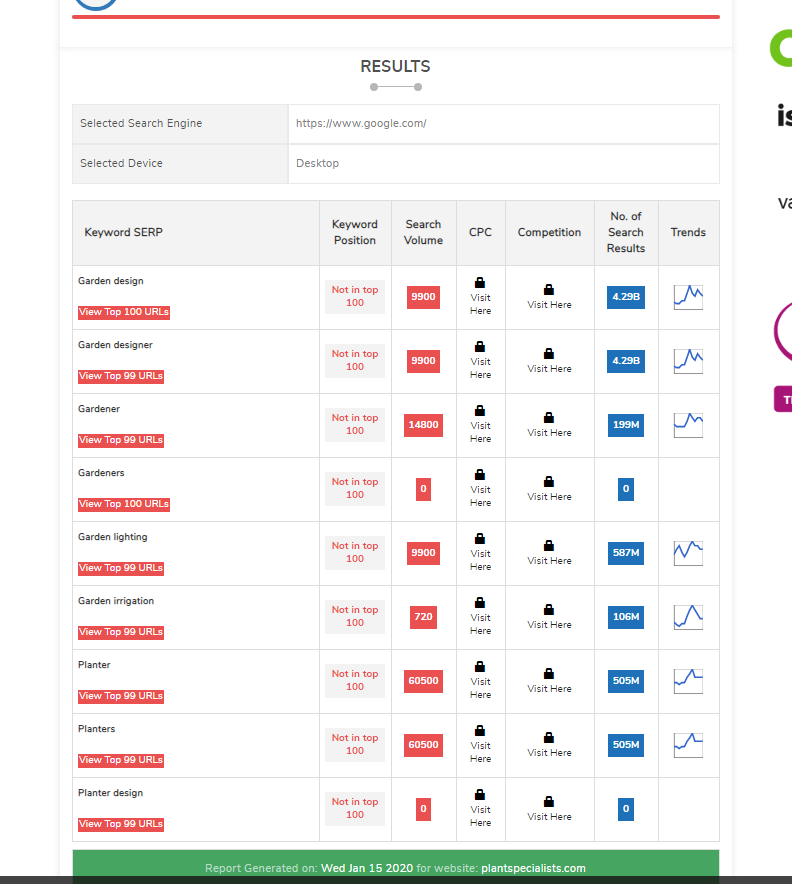 RESULTS
Selected Search Engine
https://www.google.com/
Selected Device
Desktop
Keyword SERP
Keyword
Position
Search
Volume
CPC
Competition
No. of
Search
Results
Trends
Garden design
View Top 100 URLs
Not in top
100
9900
Visit
Here
Visit Here
4.29B
Garden designer
View Top 99 URLs
Not in top
100
9900
Visit
Here
Visit Here
4.29B
Gardener
View Top 99 URLs
Not in top
100
14800
Visit
Here
Visit Here
199M
Gardeners
View Top 100 URLs
Not in top
100
0
Visit
Here
Visit Here
0
Garden lighting
View Top 99 URLs
Not in top
100
9900
Visit
Here
Visit Here
587M
Garden irrigation
View Top 99 URLs
Not in top
100
720
Visit
Here
Visit Here
106M
Planter
View Top 99 URLs
Not in top
100
60500
Visit
Here
Visit Here
505M
Planters
View Top 99 URLs
Not in top
100
60500
Visit
Here
Visit Here
505M
Planter design
View Top 99 URLs
Not in top
100
0
Visit
Here
Visit Here
0
Report Generated on: Wed Jan 15 2020 for website: plantspecialists.com